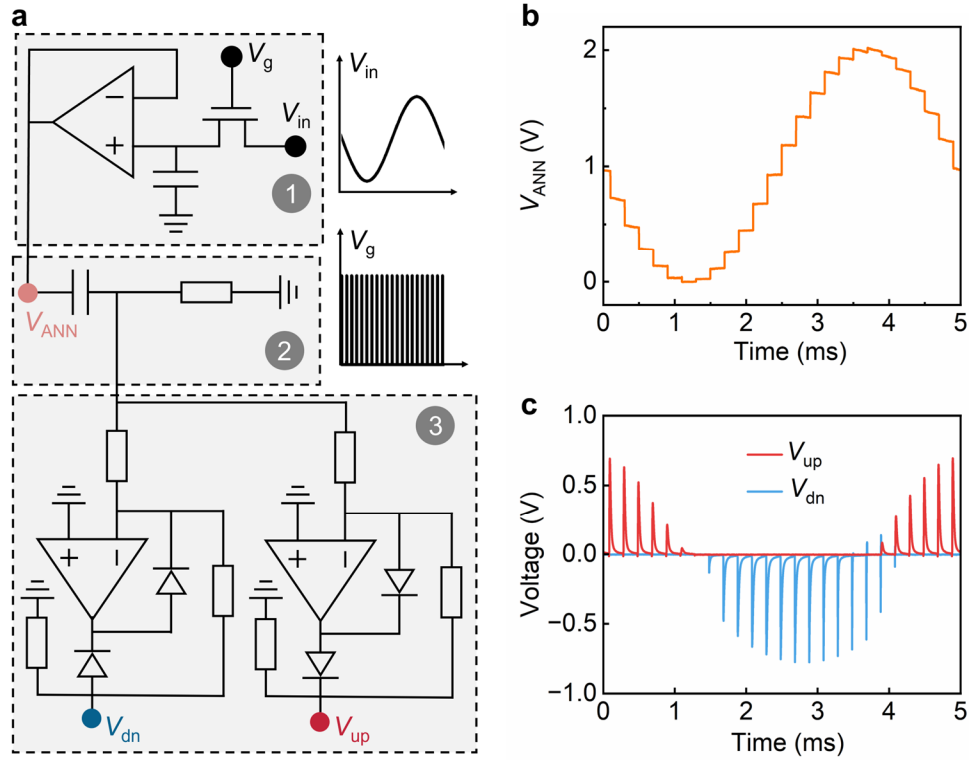 a
V_g
V_in
1
V_in
V_g
V_ANN
2
3
+ −
+ −
V_dn
V_up
− +
b
V_ANN (V)
2
1
0
0 1 2 3 4 5
Time (ms)
c
Voltage (V)
1.0
0.5
0.0
−0.5
−1.0
V_up
V_dn
0 1 2 3 4 5
Time (ms)